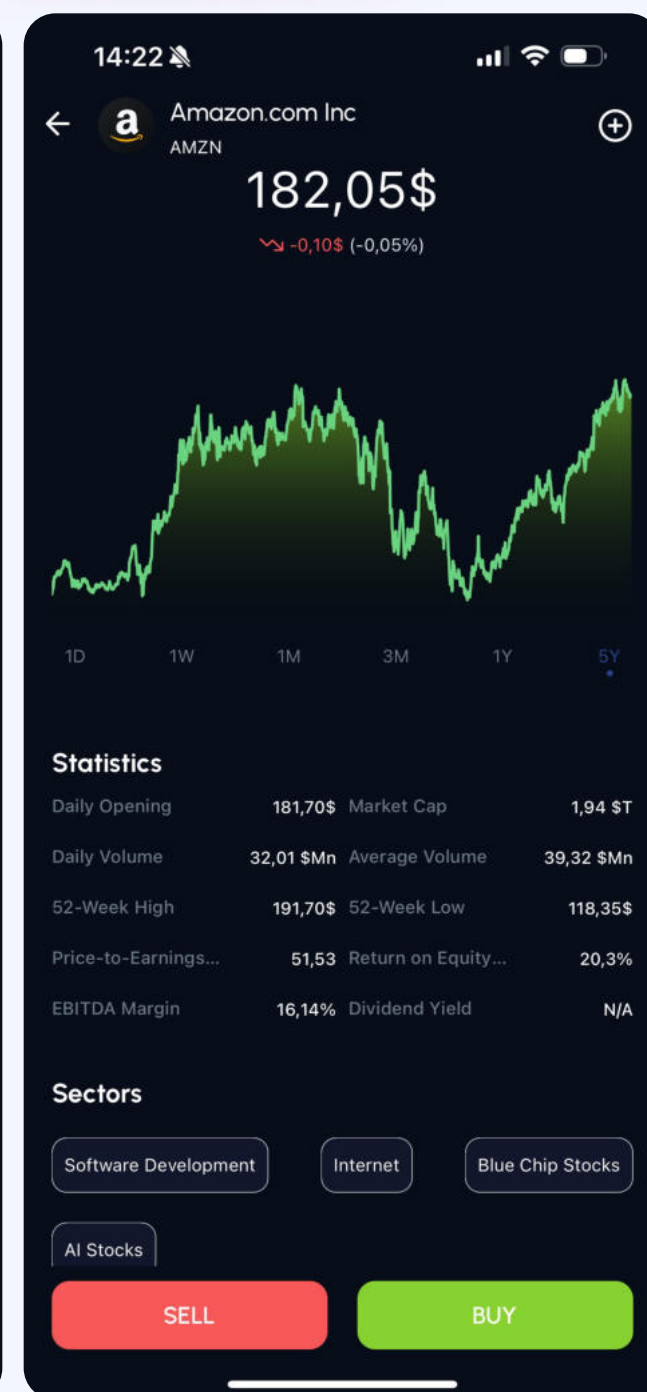 14:22
Amazon.com Inc
AMZN
182,05$
-0,10$ (-0,05%)
1D 1W 1M 3M 1Y 5Y
Statistics
Daily Opening 181,70$ Market Cap 1,94 $T
Daily Volume 32,01 $Mn Average Volume 39,32 $Mn
52-Week High 191,70$ 52-Week Low 118,35$
Price-to-Earnings... 51,53 Return on Equity... 20,3%
EBITDA Margin 16,14% Dividend Yield N/A
Sectors
Software Development Internet Blue Chip Stocks
AI Stocks
SELL BUY